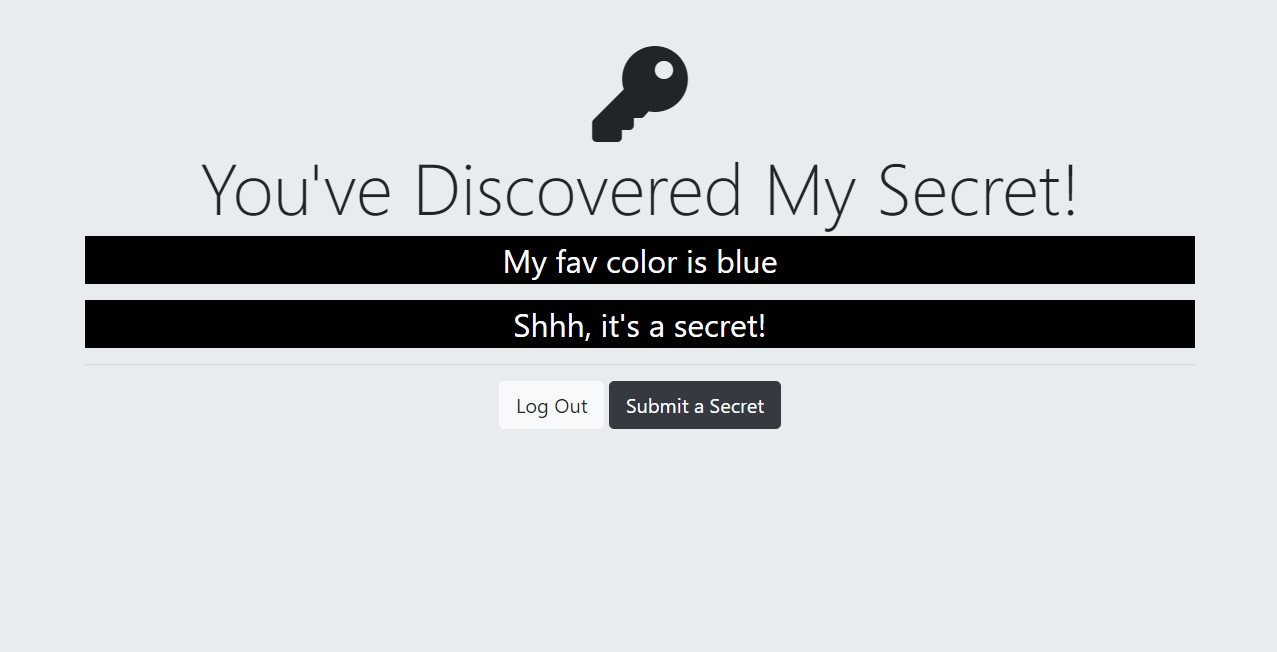 You've Discovered My Secret!
My fav color is blue
Shhh, it's a secret!
Log Out Submit a Secret